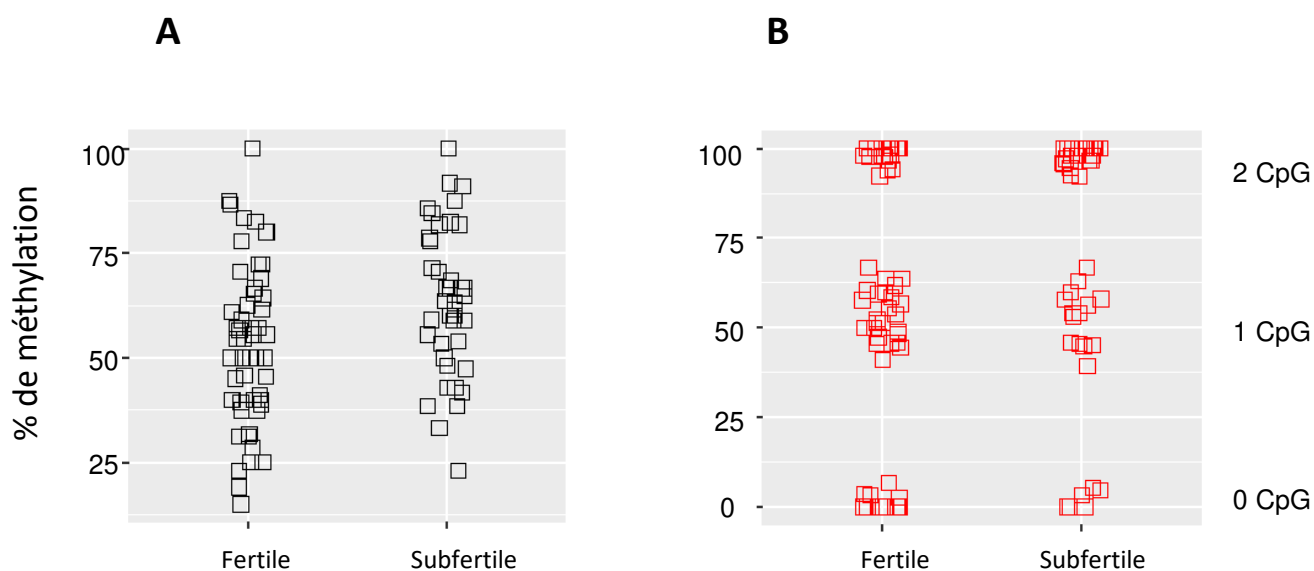 A
B
% de méthylation
100
75
50
25
Fertile
Subfertile
100
75
50
25
0
Fertile
Subfertile
2 CpG
1 CpG
0 CpG